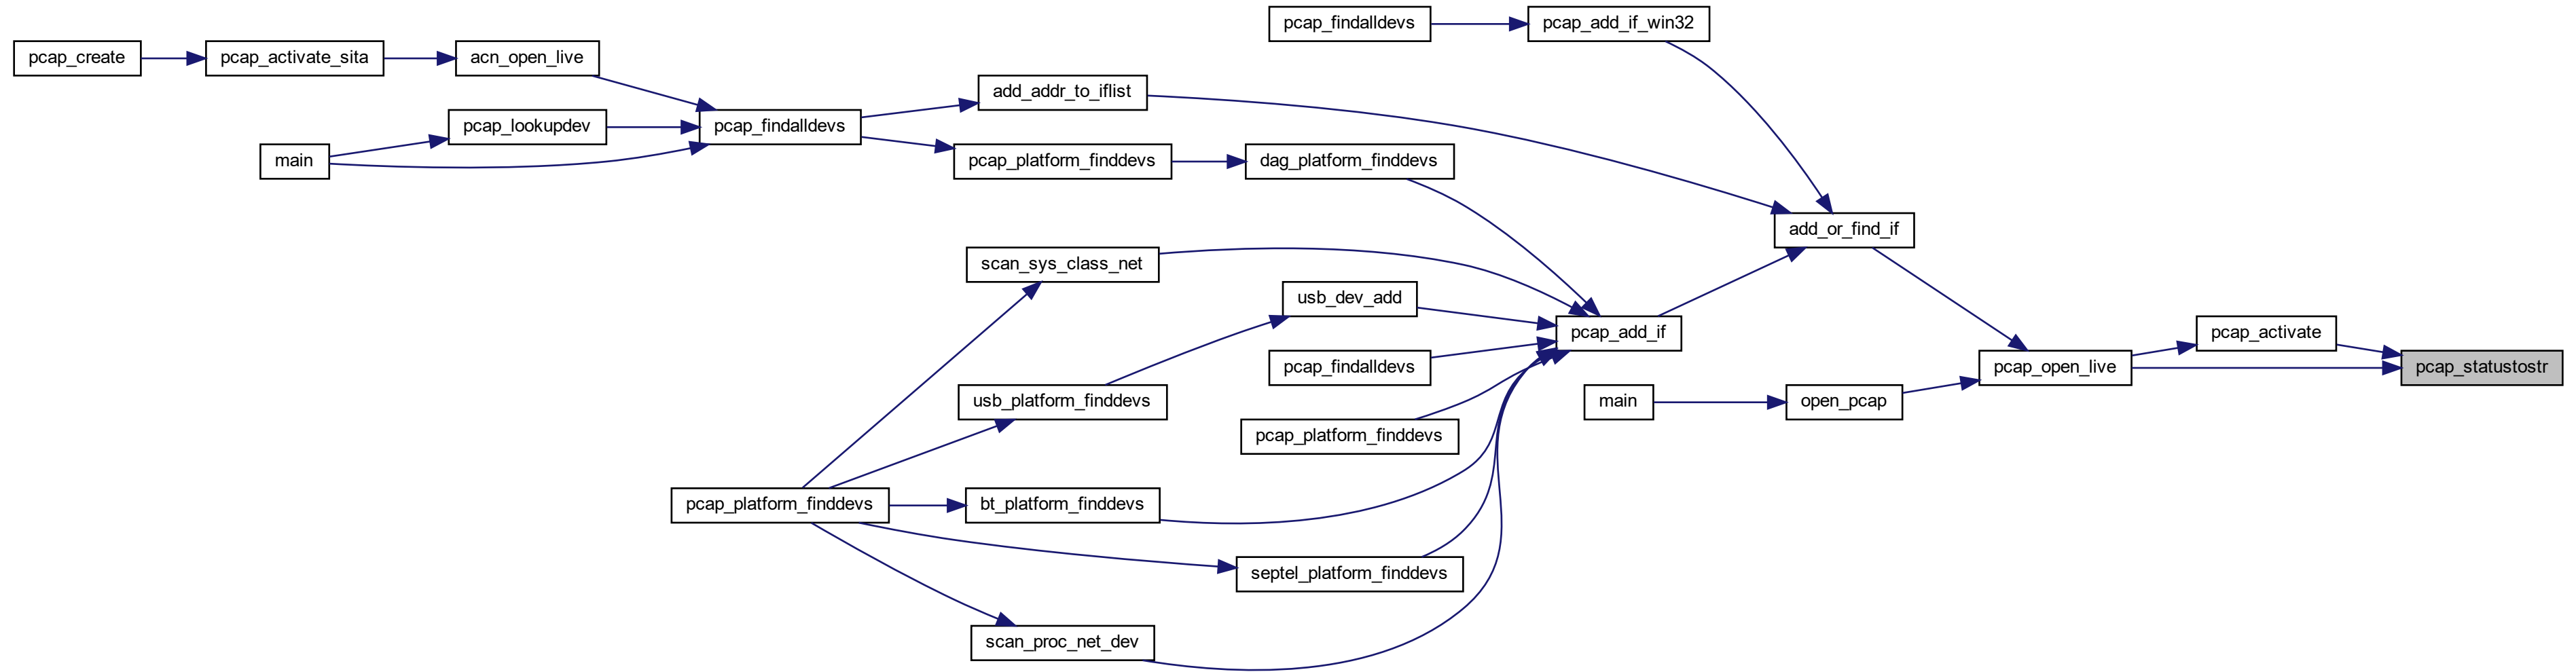 pcap_findalldevs
pcap_add_if_win32
pcap_create
pcap_activate_sita
acn_open_live
add_addr_to_iflist
pcap_lookupdev
pcap_findalldevs
main
pcap_platform_finddevs
dag_platform_finddevs
add_or_find_if
scan_sys_class_net
usb_dev_add
pcap_add_if
pcap_activate
pcap_findalldevs
pcap_open_live
pcap_statustostr
usb_platform_finddevs
main
open_pcap
pcap_platform_finddevs
pcap_platform_finddevs
bt_platform_finddevs
septel_platform_finddevs
scan_proc_net_dev